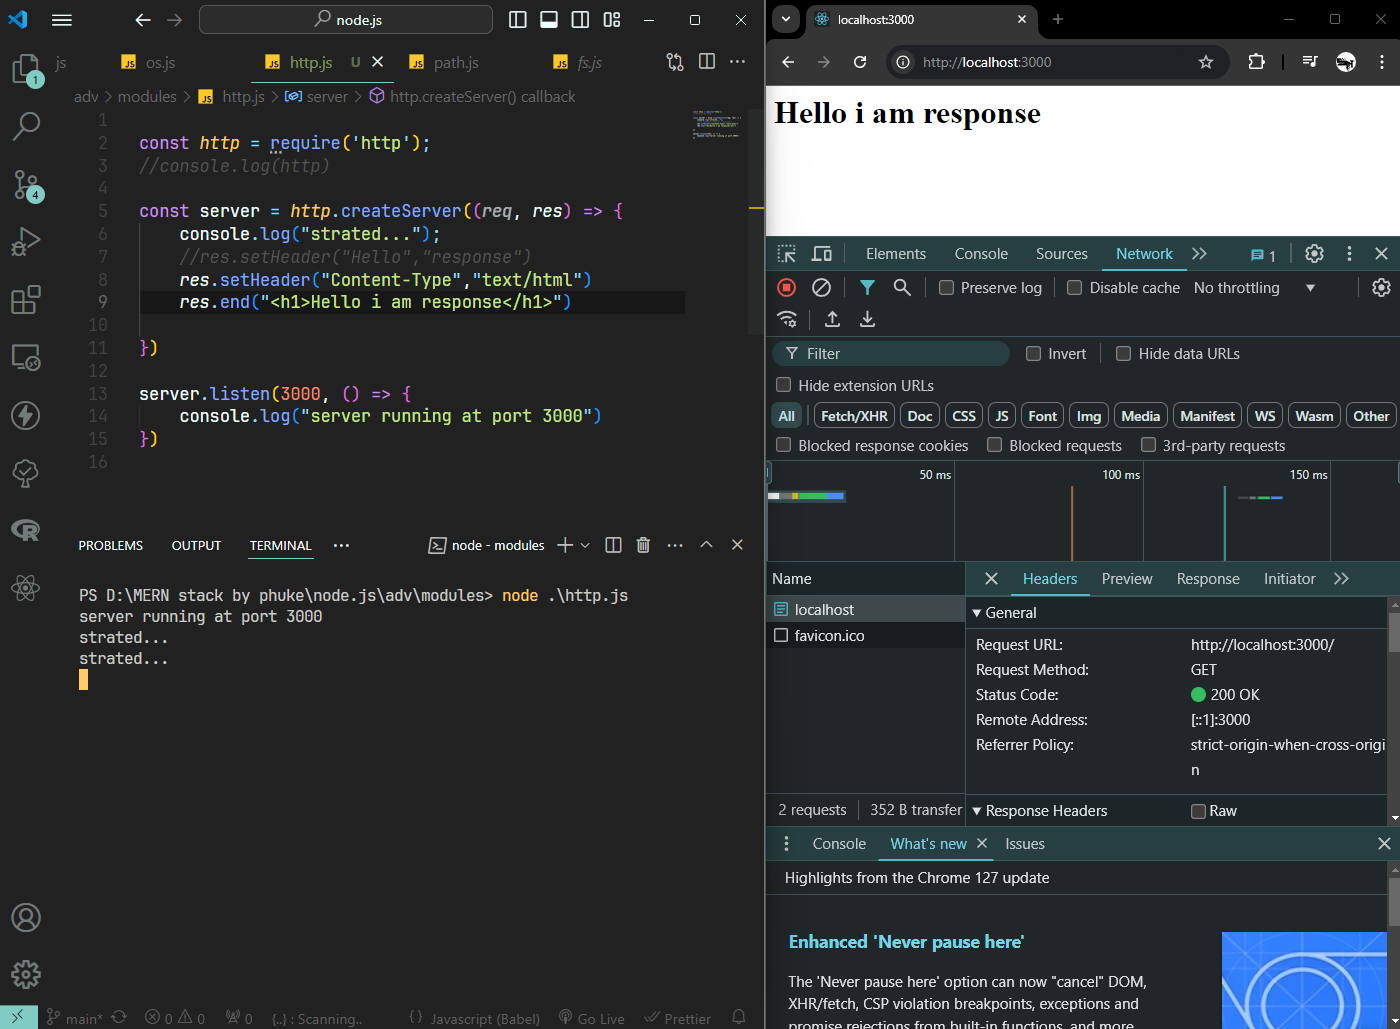 node.js
js
os.js
http.js U
path.js
fs.js
adv > modules > JS http.js > server > http.createServer() callback
1
2 const http = require('http');
3 //console.log(http)
4
5 const server = http.createServer((req, res) => {
6 console.log("strated...");
7 //res.setHeader("Hello","response")
8 res.setHeader("Content-Type","text/html")
9 res.end("<h1>Hello i am response</h1>")
10
11 })
12
13 server.listen(3000, () => {
14 console.log("server running at port 3000")
15 })
16
1
4
PROBLEMS OUTPUT TERMINAL ··· node - modules
PS D:\MERN stack by phuke\node.js\adv\modules> node .\http.js
server running at port 3000
strated...
strated...
main* 0 0 0 {..} : Scanning.. {} Javascript (Babel) Go Live Prettier
localhost:3000
http://localhost:3000
Hello i am response
Elements Console Sources Network 1
Preserve log Disable cache No throttling
Filter Invert Hide data URLs
Hide extension URLs
All Fetch/XHR Doc CSS JS Font Img Media Manifest WS Wasm Other
Blocked response cookies Blocked requests 3rd-party requests
50 ms 100 ms 150 ms
Name
localhost
favicon.ico
2 requests 352 B transfer
Headers Preview Response Initiator
General
Request URL: http://localhost:3000/
Request Method: GET
Status Code: 200 OK
Remote Address: [::1]:3000
Referrer Policy: strict-origin-when-cross-origi
n
Response Headers Raw
Console What's new Issues
Highlights from the Chrome 127 update
Enhanced 'Never pause here'
The 'Never pause here' option can now "cancel" DOM,
XHR/fetch, CSP violation breakpoints, exceptions and
promise rejections from built-in functions, and more